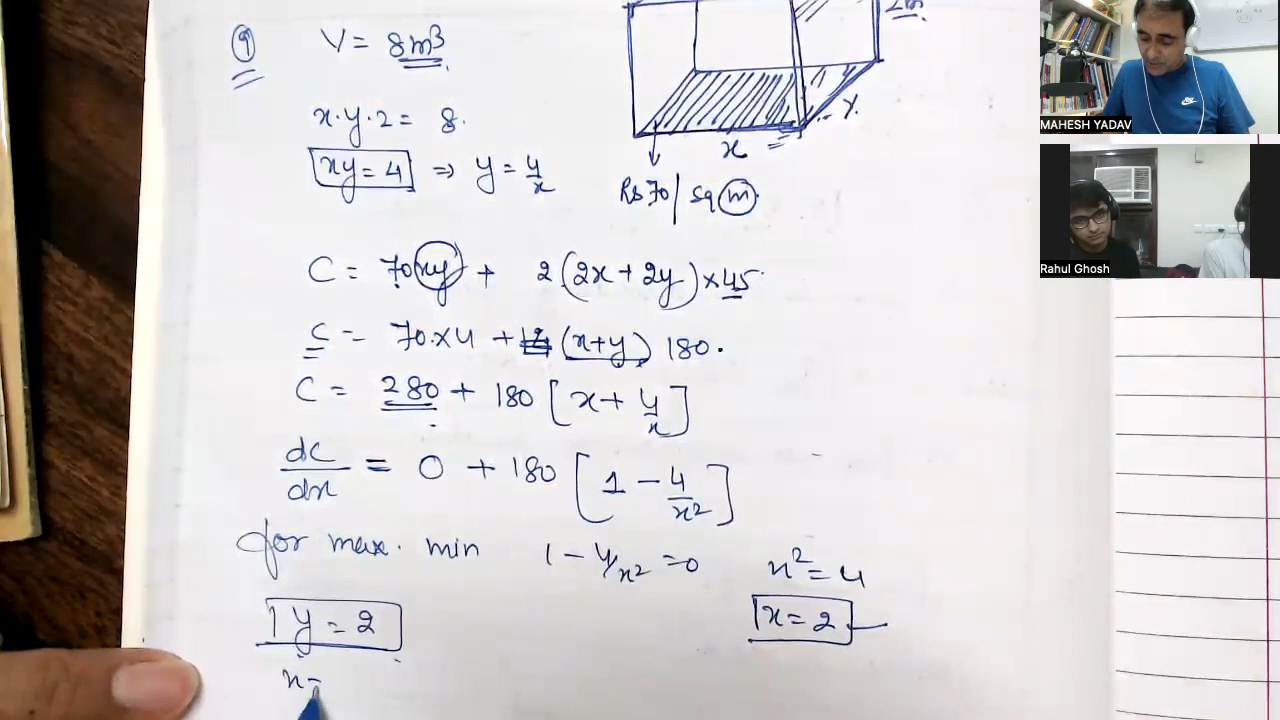 9
V = 8m³
2m.
x·y·2 = 8.
y.
x
xy = 4 ⇒ y = 4/x
Rs 70 | sq m.
C = 70xy + 2(2x + 2y) × 45.
C = 70 × 4 + (x+y) 180.
C = 280 + 180 [x + 4/x]
dc/dx = 0 + 180 [1 − 4/x²]
for max. min 1 − 4/x² = 0 x² = 4
y = 2 x = 2
x =
MAHESH YADAV
Rahul Ghosh